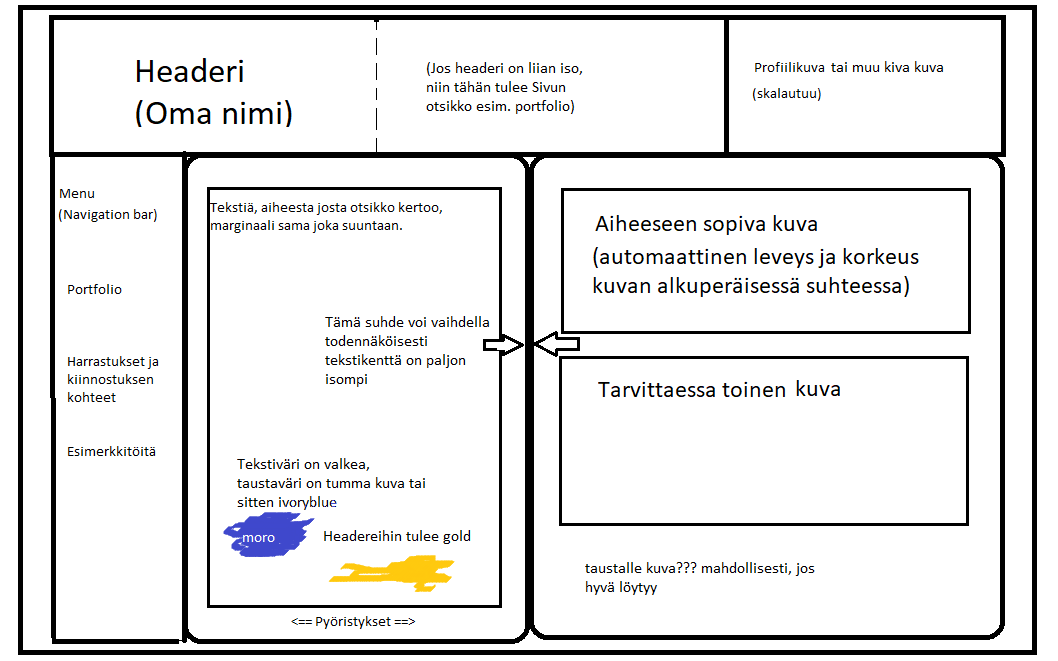 Headeri
(Oma nimi)
(Jos headeri on liian iso,
niin tähän tulee Sivun
otsikko esim. portfolio)
Profiilikuva tai muu kiva kuva
(skalautuu)
Menu
(Navigation bar)
Portfolio
Harrastukset ja
kiinnostuksen
kohteet
Esimerkkitöitä
Tekstiä, aiheesta josta otsikko kertoo,
marginaali sama joka suuntaan.
Tämä suhde voi vaihdella
todennäköisesti
tekstikenttä on paljon
isompi
Tekstiväri on valkea,
taustaväri on tumma kuva tai
sitten ivoryblue
moro
Headereihin tulee gold
<== Pyöristykset ==>
Aiheeseen sopiva kuva
(automaattinen leveys ja korkeus
kuvan alkuperäisessä suhteessa)
Tarvittaessa toinen kuva
taustalle kuva??? mahdollisesti, jos
hyvä löytyy